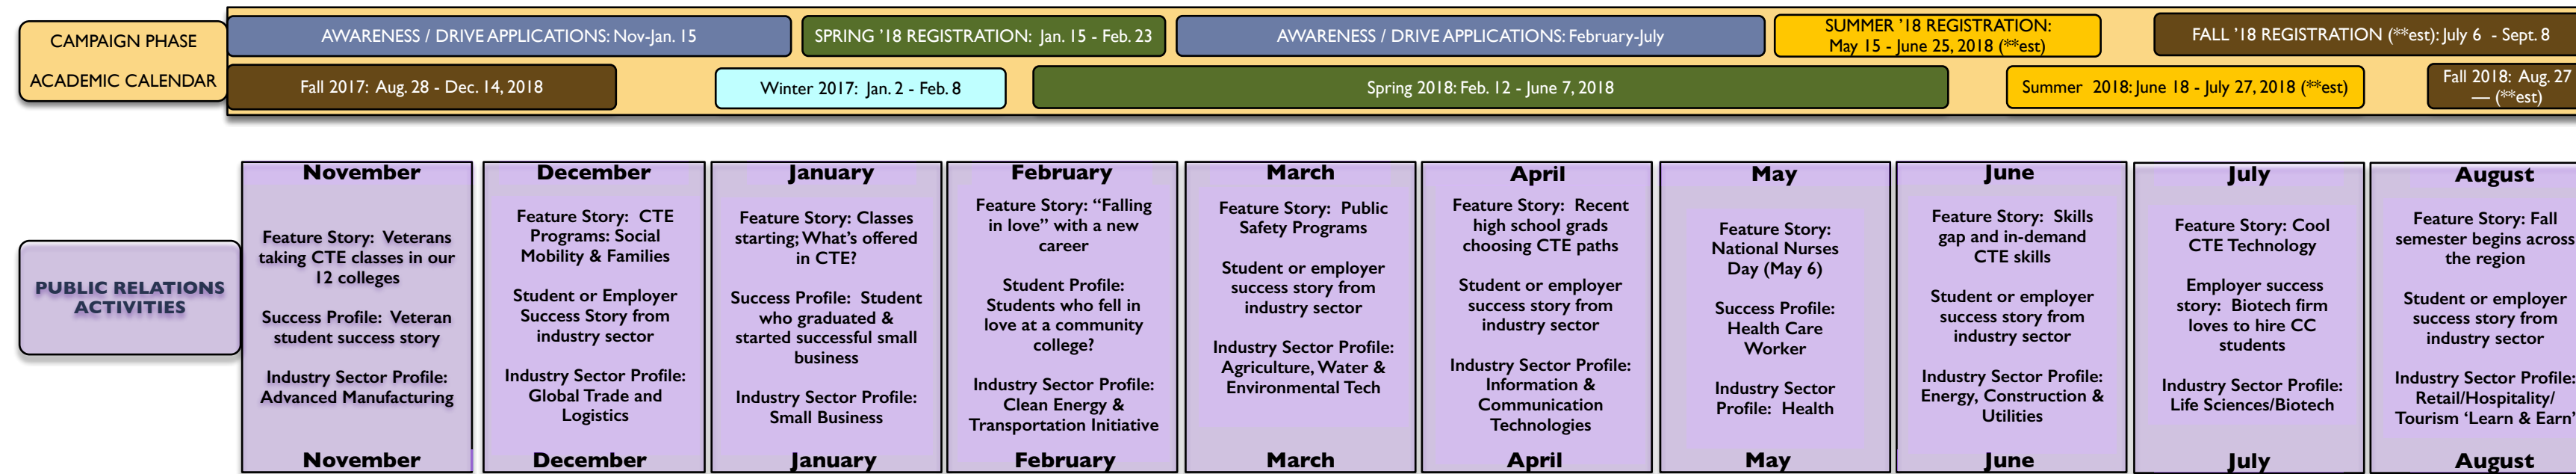 CAMPAIGN PHASE
AWARENESS / DRIVE APPLICATIONS: Nov-Jan. 15
SPRING ’18 REGISTRATION: Jan. 15 - Feb. 23
AWARENESS / DRIVE APPLICATIONS: February-July
SUMMER ’18 REGISTRATION:
May 15 - June 25, 2018 (**est)
FALL ’18 REGISTRATION (**est): July 6 - Sept. 8
ACADEMIC CALENDAR
Fall 2017: Aug. 28 - Dec. 14, 2018
Winter 2017: Jan. 2 - Feb. 8
Spring 2018: Feb. 12 - June 7, 2018
Summer 2018: June 18 - July 27, 2018 (**est)
Fall 2018: Aug. 27
— (**est)
PUBLIC RELATIONS
ACTIVITIES
November
Feature Story: Veterans
taking CTE classes in our
12 colleges
Success Profile: Veteran
student success story
Industry Sector Profile:
Advanced Manufacturing
November
December
Feature Story: CTE
Programs: Social
Mobility & Families
Student or Employer
Success Story from
industry sector
Industry Sector Profile:
Global Trade and
Logistics
December
January
Feature Story: Classes
starting; What’s offered
in CTE?
Success Profile: Student
who graduated &
started successful small
business
Industry Sector Profile:
Small Business
January
February
Feature Story: “Falling
in love” with a new
career
Student Profile:
Students who fell in
love at a community
college?
Industry Sector Profile:
Clean Energy &
Transportation Initiative
February
March
Feature Story: Public
Safety Programs
Student or employer
success story from
industry sector
Industry Sector Profile:
Agriculture, Water &
Environmental Tech
March
April
Feature Story: Recent
high school grads
choosing CTE paths
Student or employer
success story from
industry sector
Industry Sector Profile:
Information &
Communication
Technologies
April
May
Feature Story:
National Nurses
Day (May 6)
Success Profile:
Health Care
Worker
Industry Sector
Profile: Health
May
June
Feature Story: Skills
gap and in-demand
CTE skills
Student or employer
success story from
industry sector
Industry Sector Profile:
Energy, Construction &
Utilities
June
July
Feature Story: Cool
CTE Technology
Employer success
story: Biotech firm
loves to hire CC
students
Industry Sector Profile:
Life Sciences/Biotech
July
August
Feature Story: Fall
semester begins across
the region
Student or employer
success story from
industry sector
Industry Sector Profile:
Retail/Hospitality/
Tourism ‘Learn & Earn’
August